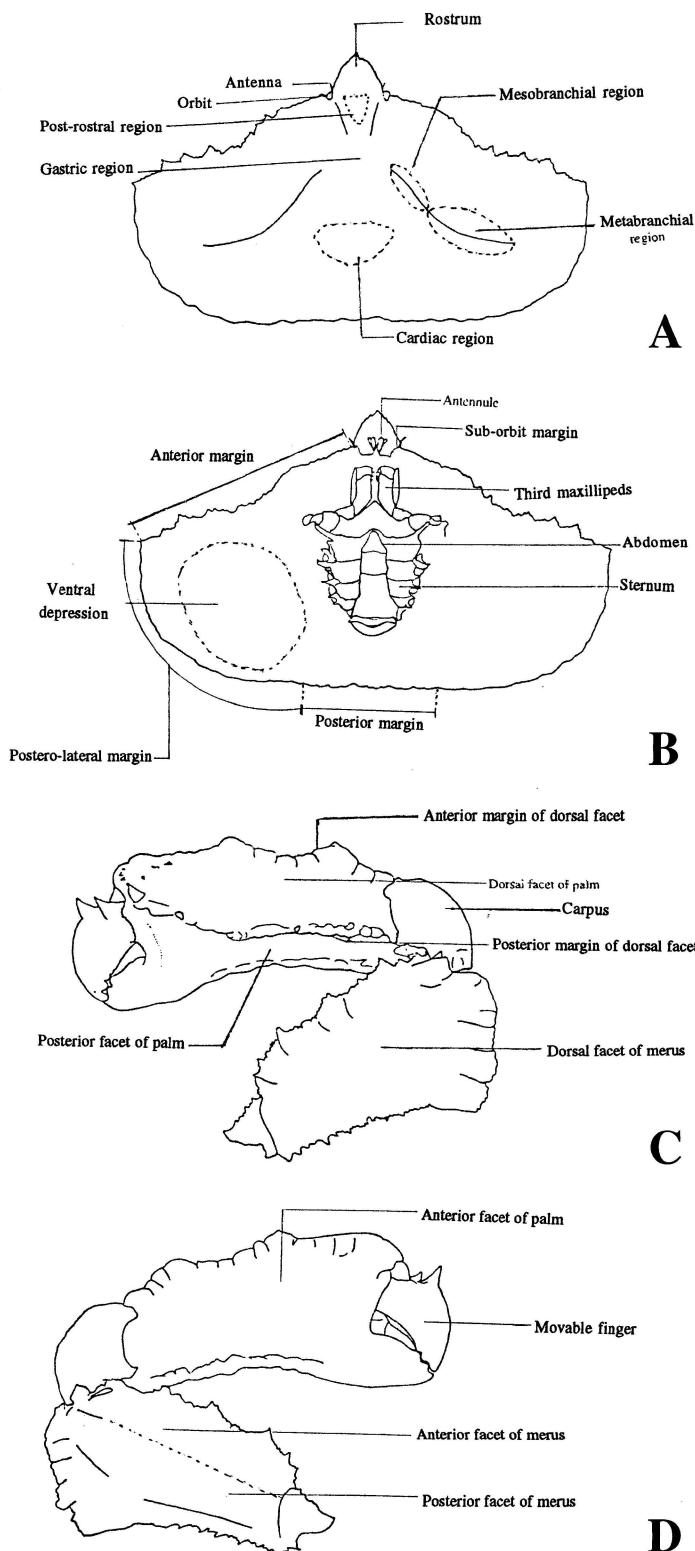 Rostrum
Antenna
Orbit
Mesobranchial region
Post-rostral region
Gastric region
Metabranchial
region
Cardiac region
A
Antennule
Sub-orbit margin
Anterior margin
Third maxillipeds
Abdomen
Sternum
Ventral
depression
Posterior margin
Postero-lateral margin
B
Anterior margin of dorsal facet
Dorsal facet of palm
Carpus
Posterior margin of dorsal facet
Posterior facet of palm
Dorsal facet of merus
C
Anterior facet of palm
Movable finger
Anterior facet of merus
Posterior facet of merus
D